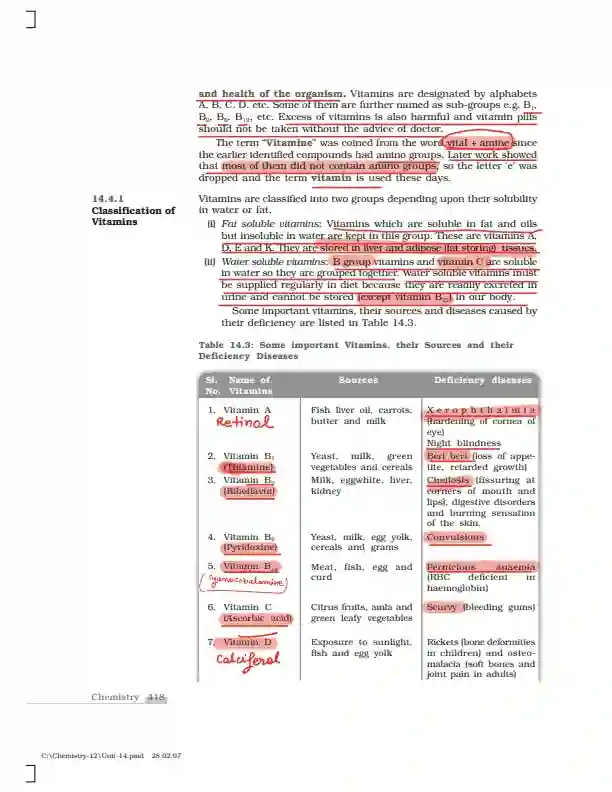 and health of the organism. Vitamins are designated by alphabets
A, B, C, D, etc. Some of them are further named as sub-groups e.g. B₁,
B₂, B₆, B₁₂, etc. Excess of vitamins is also harmful and vitamin pills
should not be taken without the advice of doctor.
The term “Vitamine” was coined from the word vital + amine since
the earlier identified compounds had amino groups. Later work showed
that most of them did not contain amino groups, so the letter ‘e’ was
dropped and the term vitamin is used these days.
14.4.1
Classification of
Vitamins
Vitamins are classified into two groups depending upon their solubility
in water or fat.
(i) Fat soluble vitamins: Vitamins which are soluble in fat and oils
but insoluble in water are kept in this group. These are vitamins A,
D, E and K. They are stored in liver and adipose (fat storing) tissues.
(ii) Water soluble vitamins: B group vitamins and vitamin C are soluble
in water so they are grouped together. Water soluble vitamins must
be supplied regularly in diet because they are readily excreted in
urine and cannot be stored (except vitamin B₁₂) in our body.
Some important vitamins, their sources and diseases caused by
their deficiency are listed in Table 14.3.
Table 14.3: Some important Vitamins, their Sources and their
Deficiency Diseases
Sl. Name of Sources Deficiency diseases
No. Vitamins
1. Vitamin A Fish liver oil, carrots, Xerophthalmia
Retinol butter and milk (hardening of cornea of
eye)
Night blindness
2. Vitamin B₁ Yeast, milk, green Beri beri (loss of appe-
(Thiamine) vegetables and cereals tite, retarded growth)
3. Vitamin B₂ Milk, eggwhite, liver, Cheilosis (fissuring at
(Riboflavin) kidney corners of mouth and
lips), digestive disorders
and burning sensation
of the skin.
4. Vitamin B₆ Yeast, milk, egg yolk, Convulsions
(Pyridoxine) cereals and grams
5. Vitamin B₁₂ Meat, fish, egg and Pernicious anaemia
(cyanocobalamine) curd (RBC deficient in
haemoglobin)
6. Vitamin C Citrus fruits, amla and Scurvy (bleeding gums)
(Ascorbic acid) green leafy vegetables
7. Vitamin D Exposure to sunlight, Rickets (bone deformities
Calciferol fish and egg yolk in children) and osteo-
malacia (soft bones and
joint pain in adults)
Chemistry 418
C:\Chemistry-12\Unit-14.pmd 28.02.07